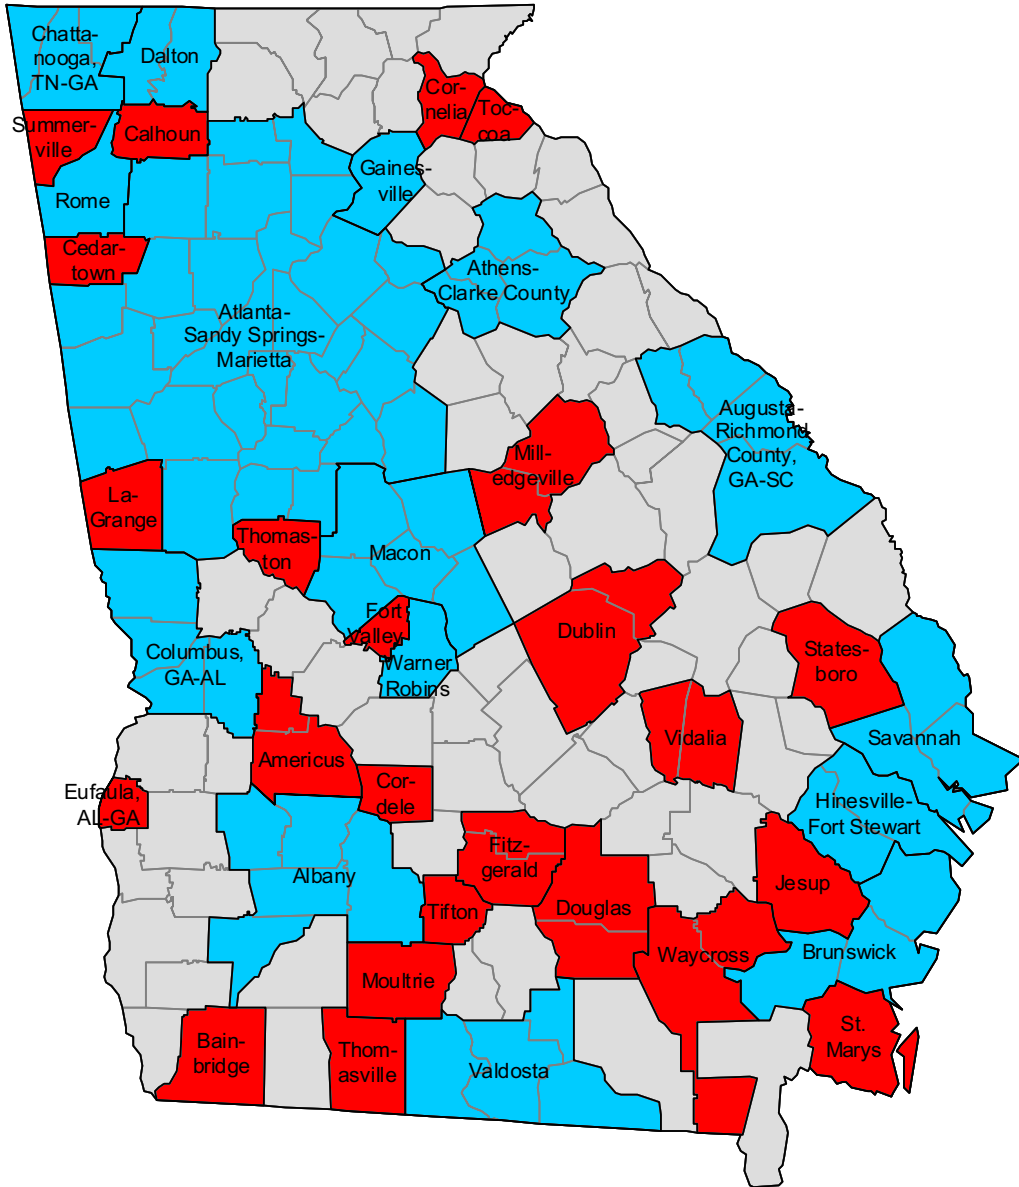 Chatta-
nooga,
TN-GA
Dalton
Cor-
nelia
Toc-
coa
Summer-
ville
Calhoun
Gaines-
ville
Rome
Cedar-
town
Athens-
Clarke County
Atlanta-
Sandy Springs-
Marietta
Augusta-
Richmond
County,
GA-SC
Mill-
edgeville
La-
Grange
Thomas-
ton
Macon
Fort
Valley
Warner
Robins
Dublin
Columbus,
GA-AL
States-
boro
Americus
Vidalia
Savannah
Eufaula,
AL-GA
Cor-
dele
Hinesville-
Fort Stewart
Fitz-
gerald
Albany
Jesup
Tifton
Douglas
Waycross
Brunswick
Moultrie
Bain-
bridge
Thom-
asville
Valdosta
St.
Marys